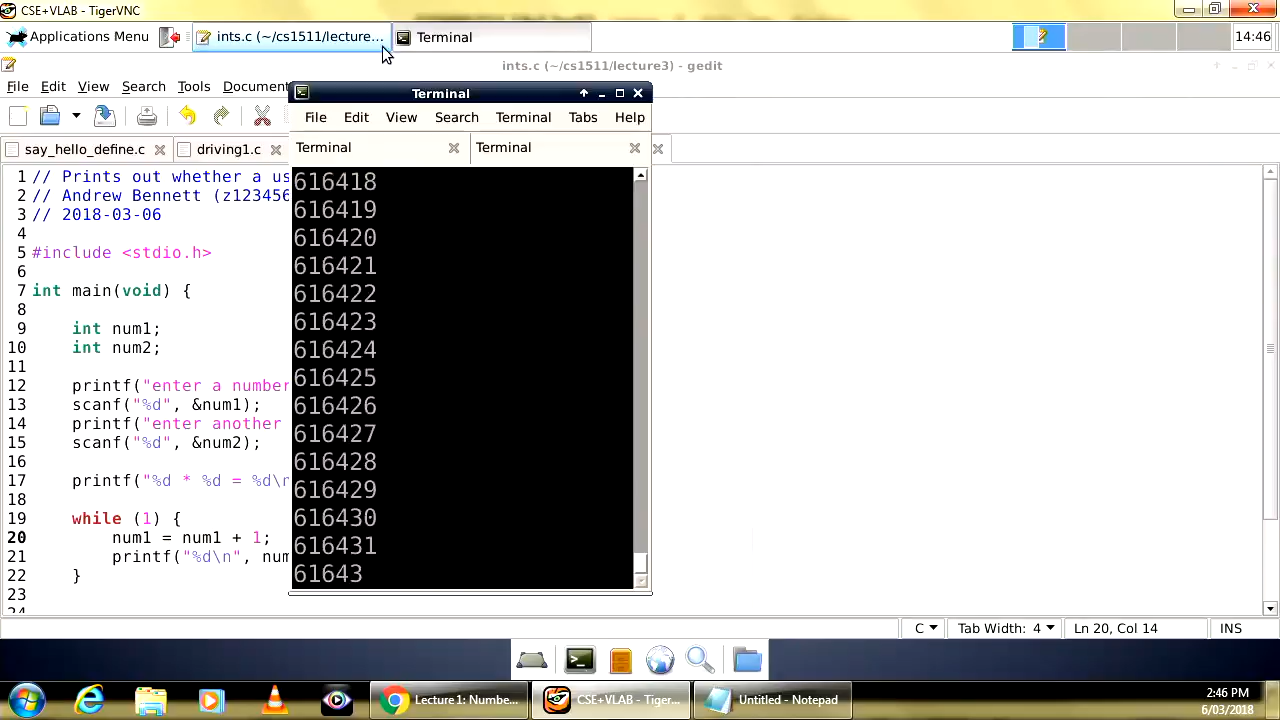 CSE+VLAB - TigerVNC
Applications Menu
ints.c (~/cs1511/lecture...
Terminal
14:46
ints.c (~/cs1511/lecture3) - gedit
File Edit View Search Tools Documen
Terminal
File Edit View Search Terminal Tabs Help
say_hello_define.c
driving1.c
Terminal
Terminal
1 // Prints out whether a us
2 // Andrew Bennett (z123456
3 // 2018-03-06
4
5 #include <stdio.h>
6
7 int main(void) {
8
9 int num1;
10 int num2;
11
12 printf("enter a number
13 scanf("%d", &num1);
14 printf("enter another
15 scanf("%d", &num2);
16
17 printf("%d * %d = %d\n
18
19 while (1) {
20 num1 = num1 + 1;
21 printf("%d\n", num
22 }
23
616418
616419
616420
616421
616422
616423
616424
616425
616426
616427
616428
616429
616430
616431
61643
C
Tab Width: 4
Ln 20, Col 14
INS
Lecture 1: Numbe...
CSE+VLAB - Tiger...
Untitled - Notepad
2:46 PM
6/03/2018